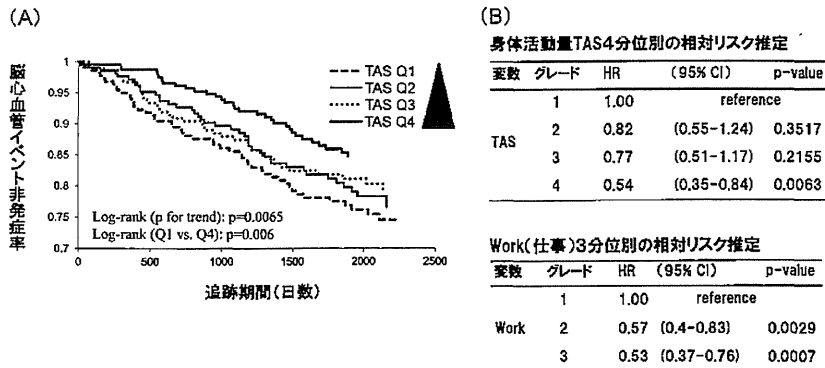 (A)
脳心血管イベント非発症率
1
0.95
0.9
0.85
0.8
0.75
0.7
TAS Q1
TAS Q2
TAS Q3
TAS Q4
Log-rank (p for trend): p=0.0065
Log-rank (Q1 vs. Q4): p=0.006
0 500 1000 1500 2000 2500
追跡期間(日数)
(B)
身体活動量TAS4分位別の相対リスク推定
変数 グレード HR (95% CI) p-value
1 1.00 reference
2 0.82 (0.55-1.24) 0.3517
TAS
3 0.77 (0.51-1.17) 0.2155
4 0.54 (0.35-0.84) 0.0063
Work(仕事)3分位別の相対リスク推定
変数 グレード HR (95% CI) p-value
1 1.00 reference
Work 2 0.57 (0.4-0.83) 0.0029
3 0.53 (0.37-0.76) 0.0007